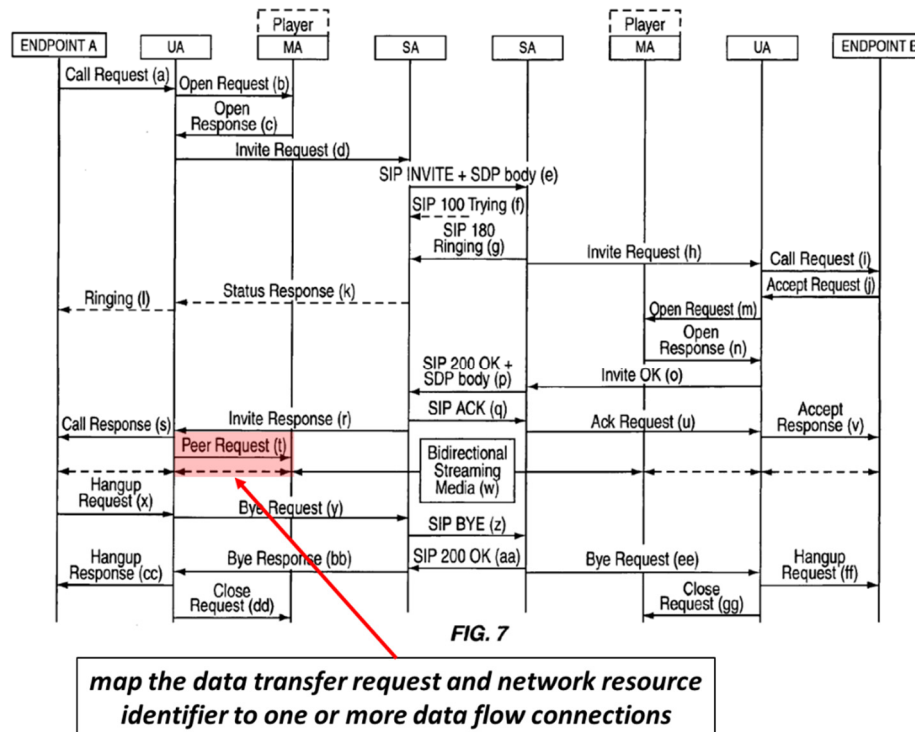 Player
Player
ENDPOINT A
UA
MA
SA
SA
MA
UA
ENDPOINT B
Call Request (a)
Open Request (b)
Open
Response (c)
Invite Request (d)
SIP INVITE + SDP body (e)
SIP 100 Trying (f)
SIP 180
Ringing (g)
Invite Request (h)
Call Request (i)
Accept Request (j)
Status Response (k)
Ringing (l)
Open Request (m)
Open
Response (n)
SIP 200 OK +
SDP body (p)
Invite OK (o)
SIP ACK (q)
Invite Response (r)
Call Response (s)
Ack Request (u)
Accept
Response (v)
Peer Request (t)
Bidirectional
Streaming
Media (w)
Hangup
Request (x)
Bye Request (y)
SIP BYE (z)
SIP 200 OK (aa)
Bye Response (bb)
Hangup
Response (cc)
Bye Request (ee)
Hangup
Request (ff)
Close
Request (dd)
Close
Request (gg)
FIG. 7
map the data transfer request and network resource
identifier to one or more data flow connections